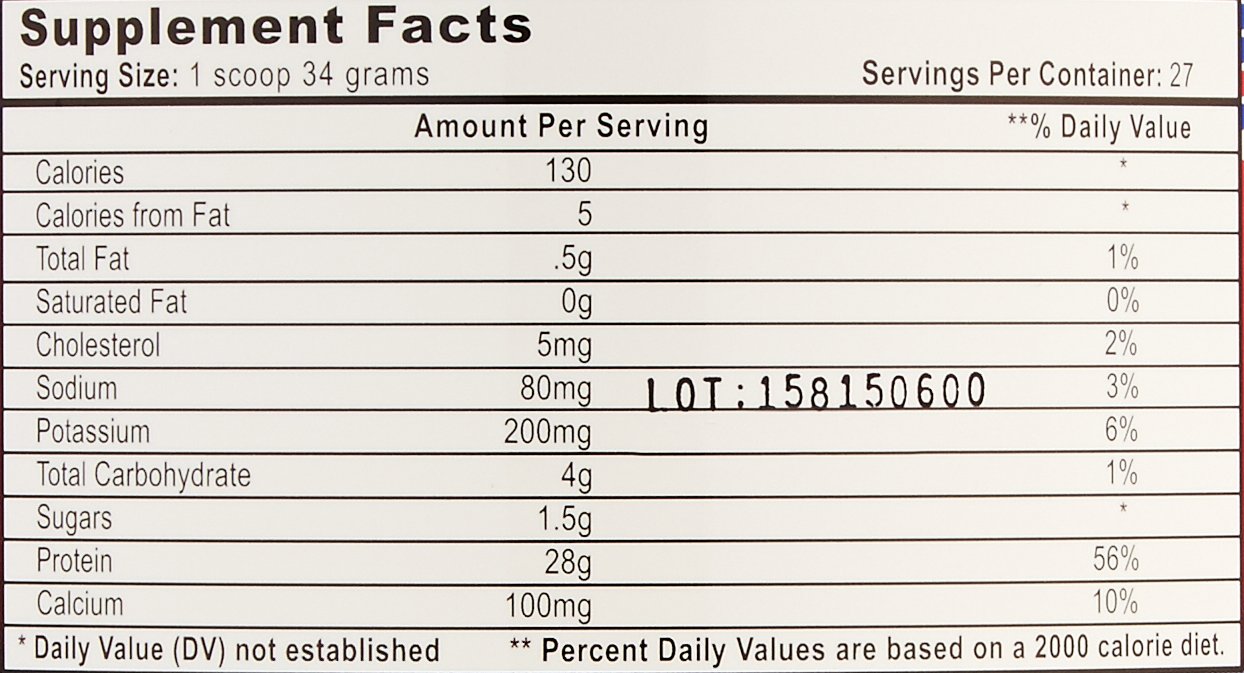 Supplement Facts
Serving Size: 1 scoop 34 grams Servings Per Container: 27
Amount Per Serving **% Daily Value
Calories 130 *
Calories from Fat 5 *
Total Fat .5g 1%
Saturated Fat 0g 0%
Cholesterol 5mg 2%
Sodium 80mg LOT:158150600 3%
Potassium 200mg 6%
Total Carbohydrate 4g 1%
Sugars 1.5g *
Protein 28g 56%
Calcium 100mg 10%
* Daily Value (DV) not established ** Percent Daily Values are based on a 2000 calorie diet.